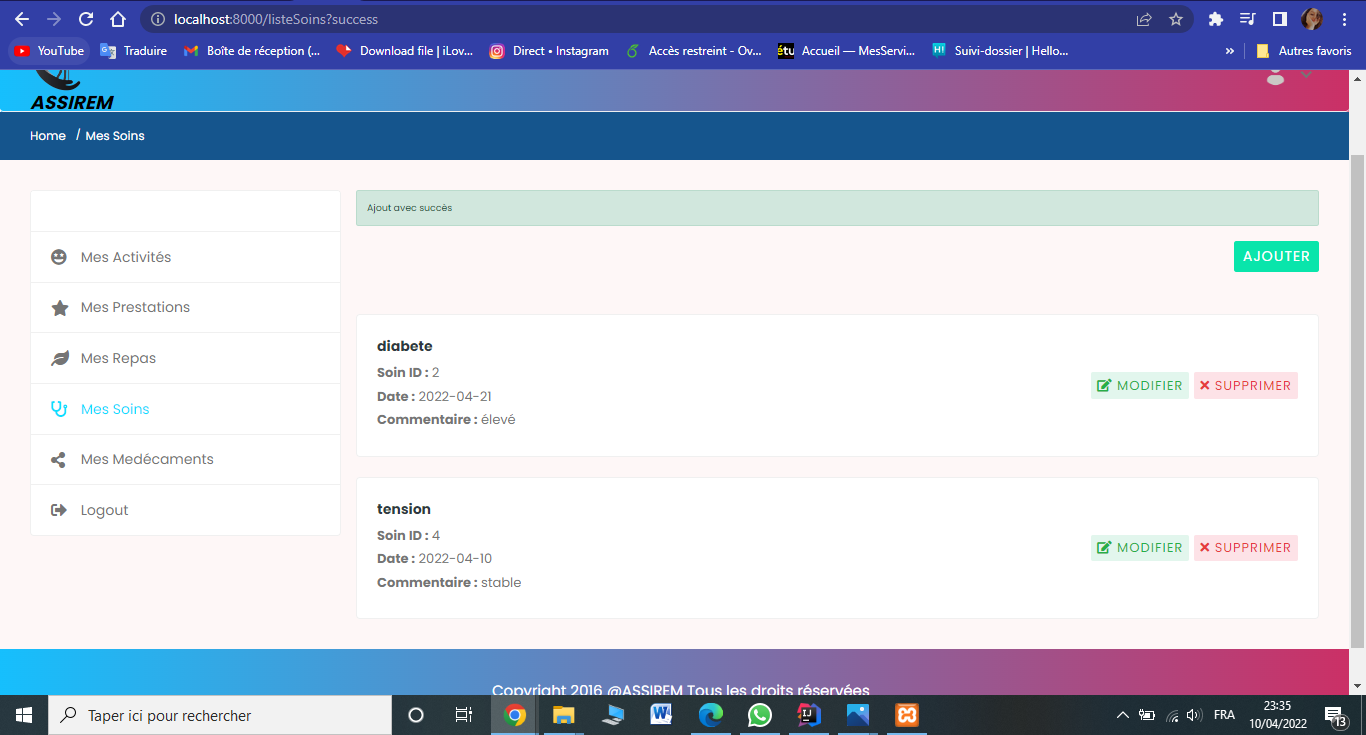 localhost:8000/listeSoins?success
YouTube Traduire Boîte de réception (... Download file | iLov... Direct • Instagram Accès restreint - Ov... étu Accueil — MesServi... H! Suivi-dossier | Hello... » Autres favoris
ASSIREM
Home / Mes Soins
Ajout avec succès
AJOUTER
Mes Activités
Mes Prestations
Mes Repas
Mes Soins
Mes Medécaments
Logout
diabete
Soin ID : 2
Date : 2022-04-21
Commentaire : élevé
MODIFIER SUPPRIMER
tension
Soin ID : 4
Date : 2022-04-10
Commentaire : stable
MODIFIER SUPPRIMER
Copyright 2016 @ASSIREM Tous les droits réservées
Taper ici pour rechercher
FRA
23:35
10/04/2022
13